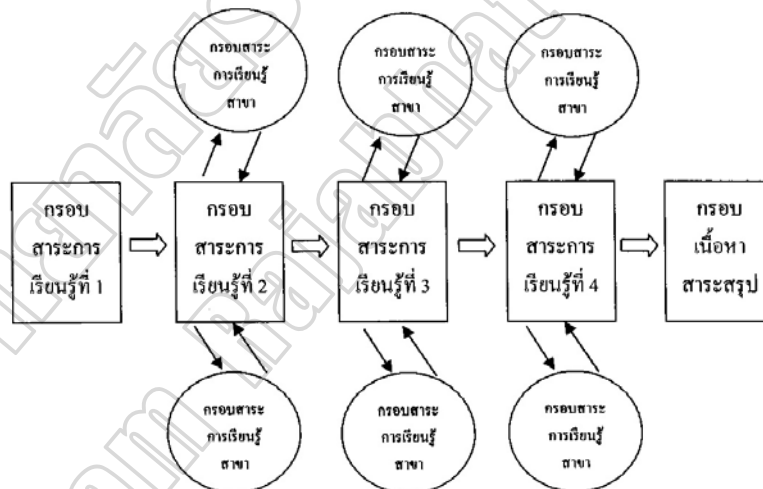 กรอบสาระ
การเรียนรู้
สาขา
กรอบสาระ
การเรียนรู้
สาขา
กรอบสาระ
การเรียนรู้
สาขา
กรอบ
สาระการ
เรียนรู้ที่ 1
กรอบ
สาระการ
เรียนรู้ที่ 2
กรอบ
สาระการ
เรียนรู้ที่ 3
กรอบ
สาระการ
เรียนรู้ที่ 4
กรอบ
เนื้อหา
สาระสรุป
กรอบสาระ
การเรียนรู้
สาขา
กรอบสาระ
การเรียนรู้
สาขา
กรอบสาระ
การเรียนรู้
สาขา